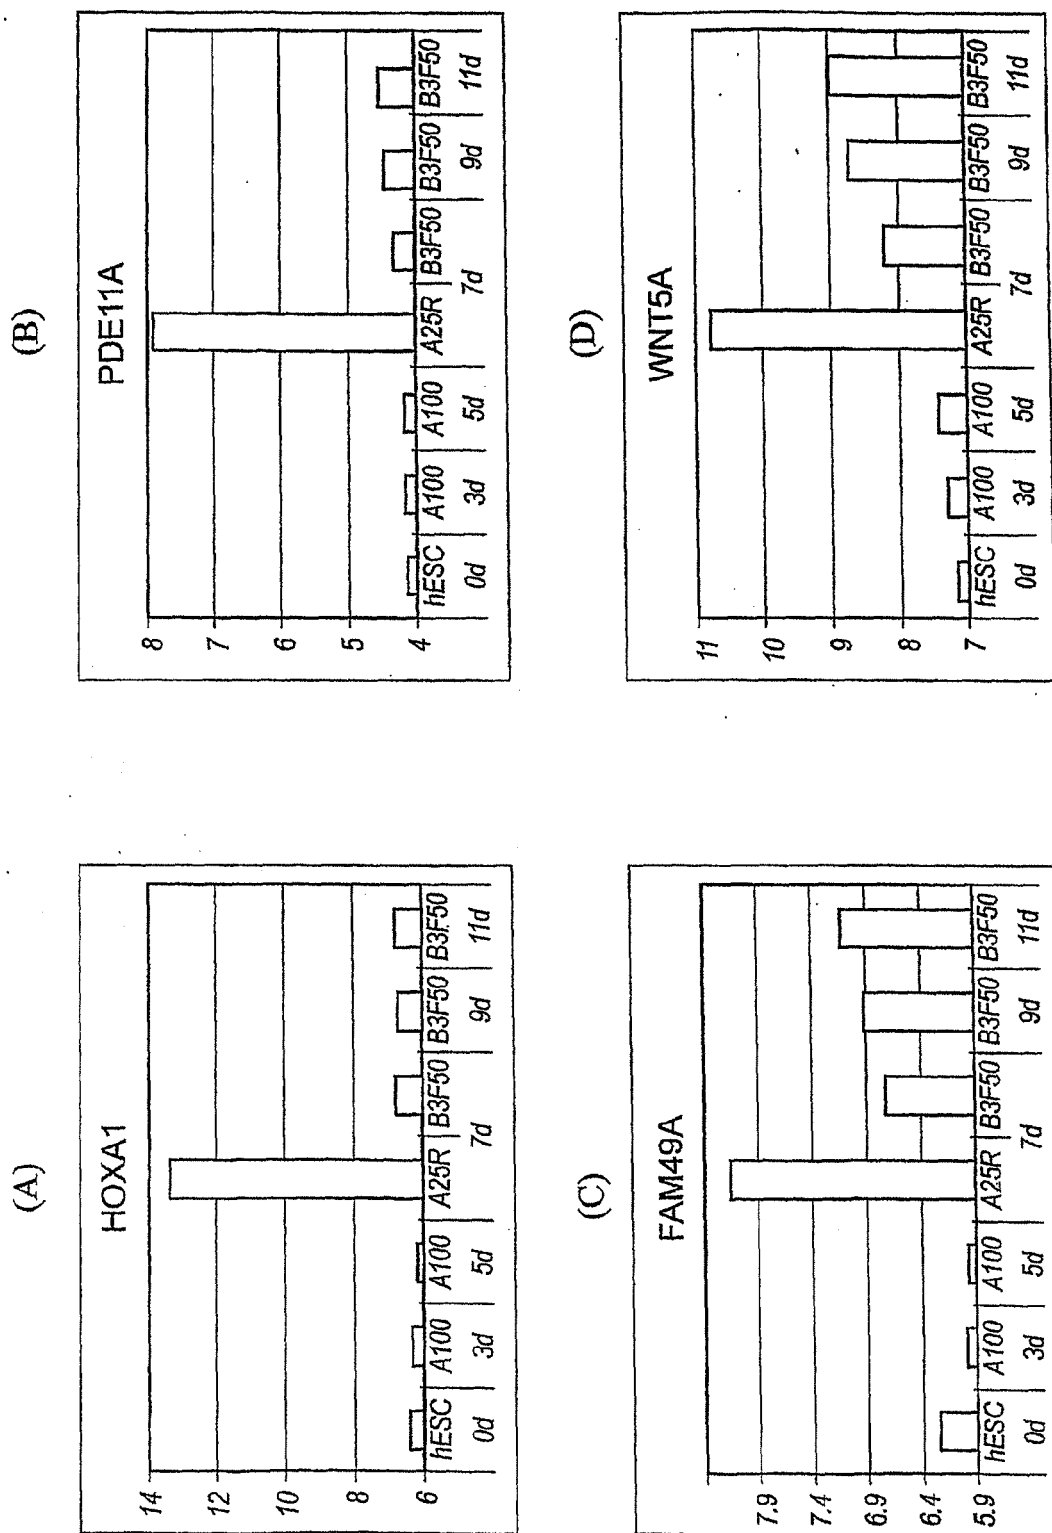 (A)
HOXA1
14
12
10
8
6
hESC A100 A100 A25R B3F50 B3F50 B3F50
0d 3d 5d 7d 9d 11d
(B)
PDE11A
8
7
6
5
4
hESC A100 A100 A25R B3F50 B3F50 B3F50
0d 3d 5d 7d 9d 11d
(C)
FAM49A
7.9
7.4
6.9
6.4
5.9
hESC A100 A100 A25R B3F50 B3F50 B3F50
0d 3d 5d 7d 9d 11d
(D)
WNT5A
11
10
9
8
7
hESC A100 A100 A25R B3F50 B3F50 B3F50
0d 3d 5d 7d 9d 11d